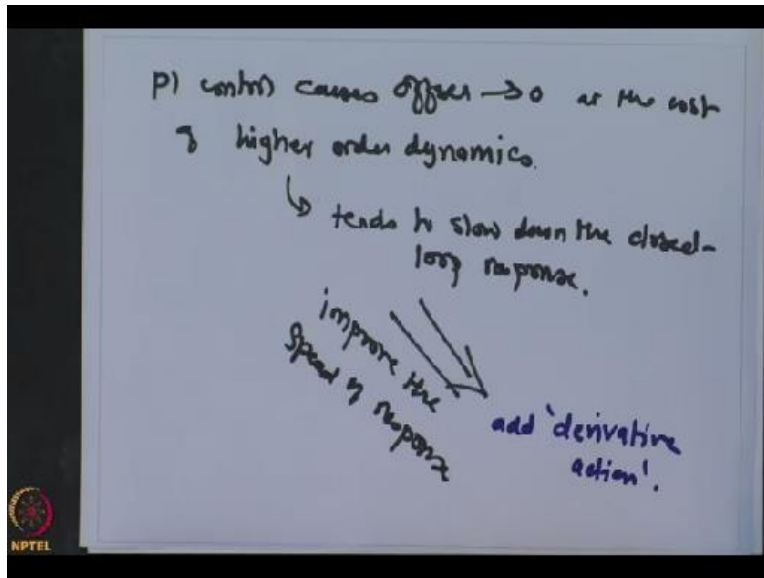 PI control causes offset → 0 at the cost
of higher order dynamics.
↳ tends to slow down the closed-
loop response.
improve the
speed of response
add 'derivative
action'.
NPTEL